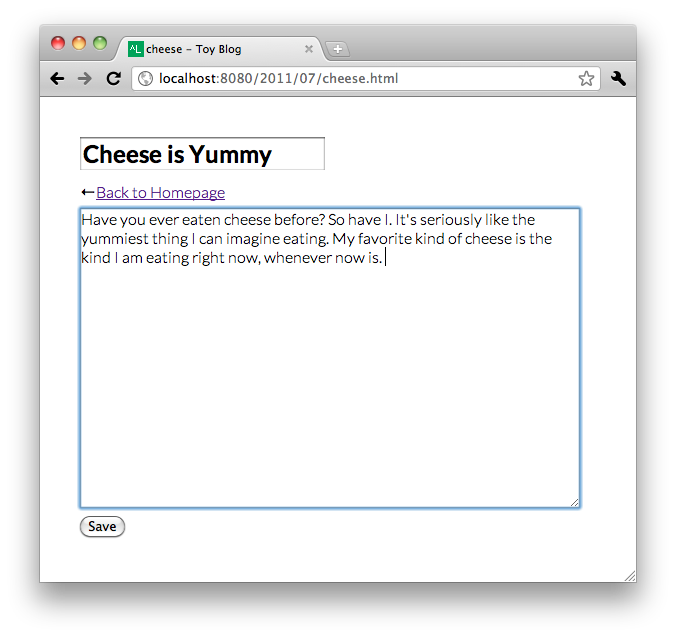 cheese – Toy Blog
localhost:8080/2011/07/cheese.html
Cheese is Yummy
←Back to Homepage
Have you ever eaten cheese before? So have I. It's seriously like the
yummiest thing I can imagine eating. My favorite kind of cheese is the
kind I am eating right now, whenever now is.
Save